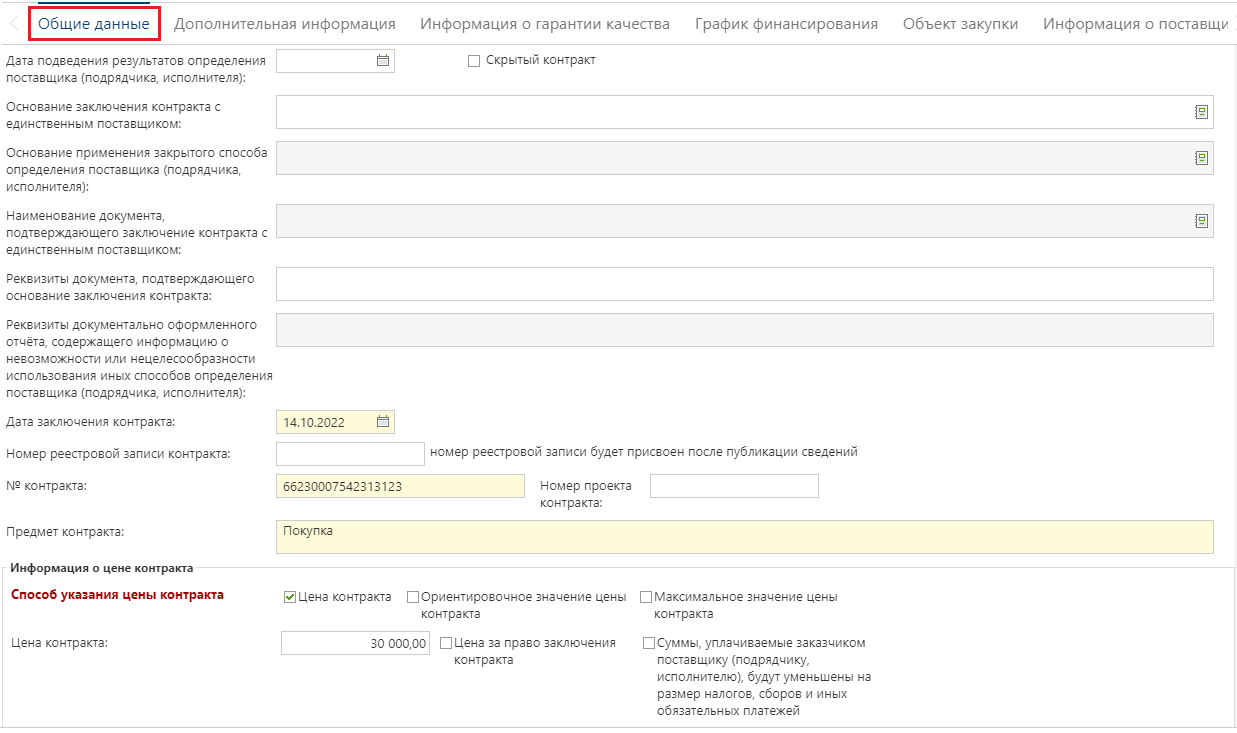 Общие данные Дополнительная информация Информация о гарантии качества График финансирования Объект закупки Информация о поставщи
Дата подведения результатов определения
поставщика (подрядчика, исполнителя):
Скрытый контракт
Основание заключения контракта с
единственным поставщиком:
Основание применения закрытого способа
определения поставщика (подрядчика,
исполнителя):
Наименование документа,
подтверждающего заключение контракта с
единственным поставщиком:
Реквизиты документа, подтверждающего
основание заключения контракта:
Реквизиты документально оформленного
отчёта, содержащего информацию о
невозможности или нецелесообразности
использования иных способов определения
поставщика (подрядчика, исполнителя):
Дата заключения контракта: 14.10.2022
Номер реестровой записи контракта: номер реестровой записи будет присвоен после публикации сведений
№ контракта: 66230007542313123
Номер проекта
контракта:
Предмет контракта: Покупка
Информация о цене контракта
Способ указания цены контракта
Цена контракта
Ориентировочное значение цены
контракта
Максимальное значение цены
контракта
Цена контракта: 30 000,00
Цена за право заключения
контракта
Суммы, уплачиваемые заказчиком
поставщику (подрядчику,
исполнителю), будут уменьшены на
размер налогов, сборов и иных
обязательных платежей